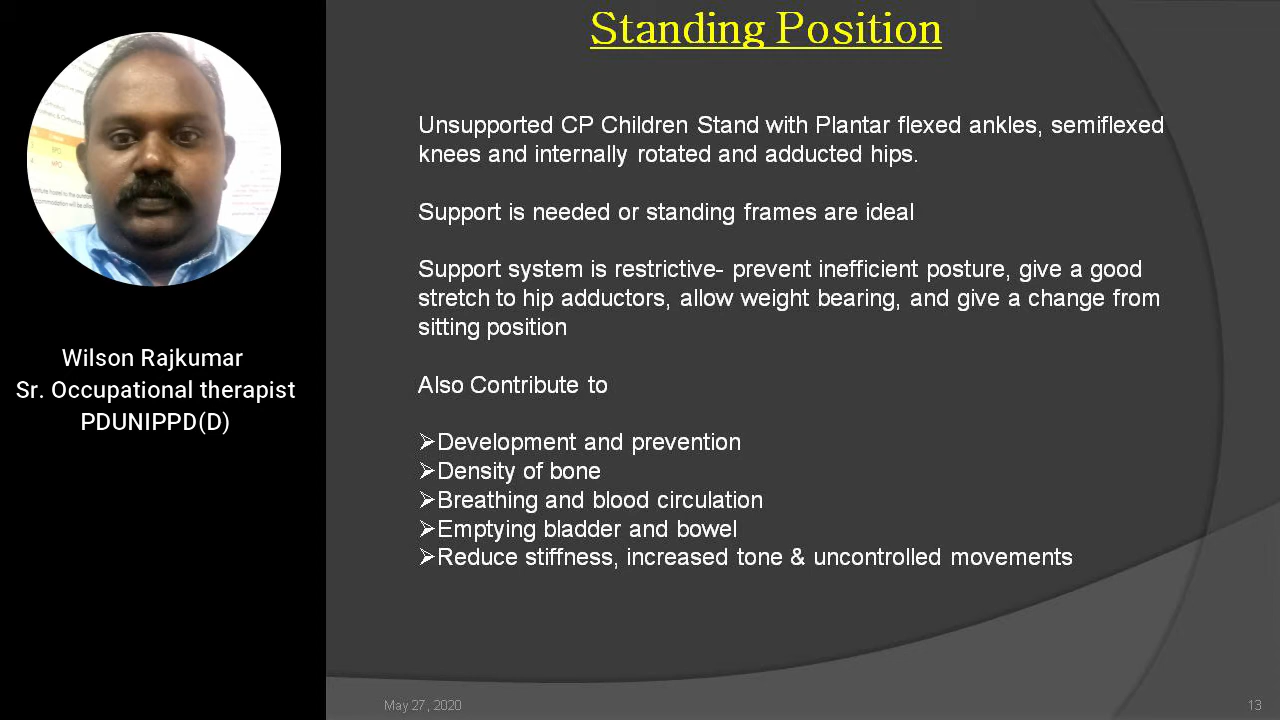 Standing Position
Unsupported CP Children Stand with Plantar flexed ankles, semiflexed
knees and internally rotated and adducted hips.
Support is needed or standing frames are ideal
Support system is restrictive- prevent inefficient posture, give a good
stretch to hip adductors, allow weight bearing, and give a change from
sitting position
Also Contribute to
➢Development and prevention
➢Density of bone
➢Breathing and blood circulation
➢Emptying bladder and bowel
➢Reduce stiffness, increased tone & uncontrolled movements
Wilson Rajkumar
Sr. Occupational therapist
PDUNIPPD(D)
May 27, 2020
13